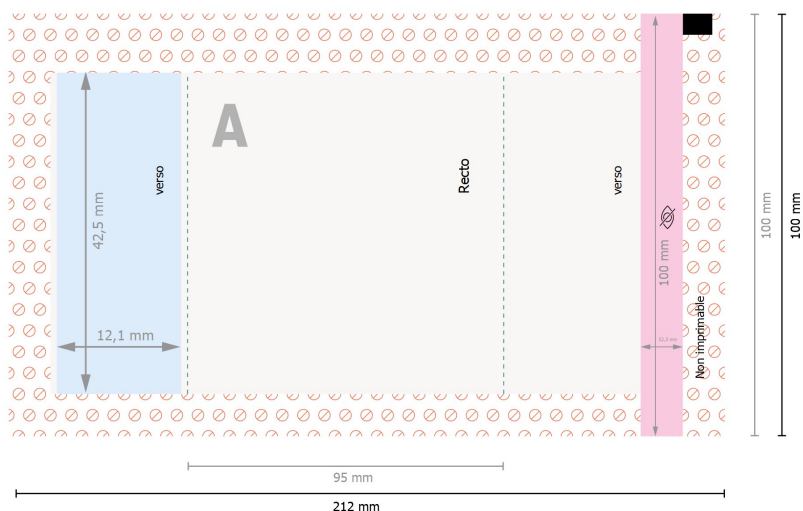 A
verso
Recto
verso
42,5 mm
12,1 mm
100 mm
Non imprimable
100 mm
100 mm
95 mm
212 mm